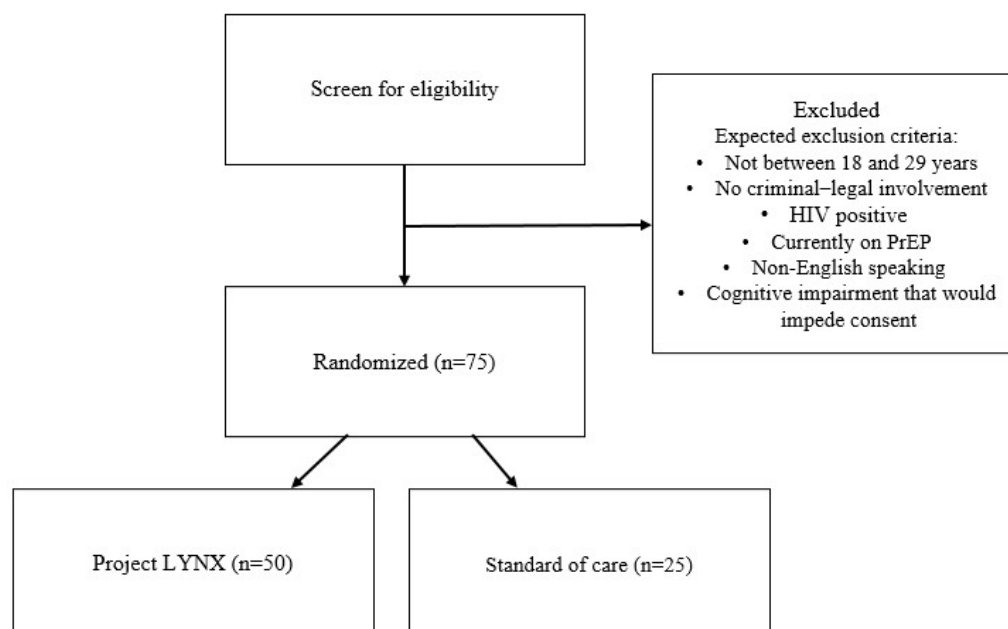 Screen for eligibility
Excluded
Expected exclusion criteria:
• Not between 18 and 29 years
• No criminal–legal involvement
• HIV positive
• Currently on PrEP
• Non-English speaking
• Cognitive impairment that would
impede consent
Randomized (n=75)
Project LYNX (n=50)
Standard of care (n=25)